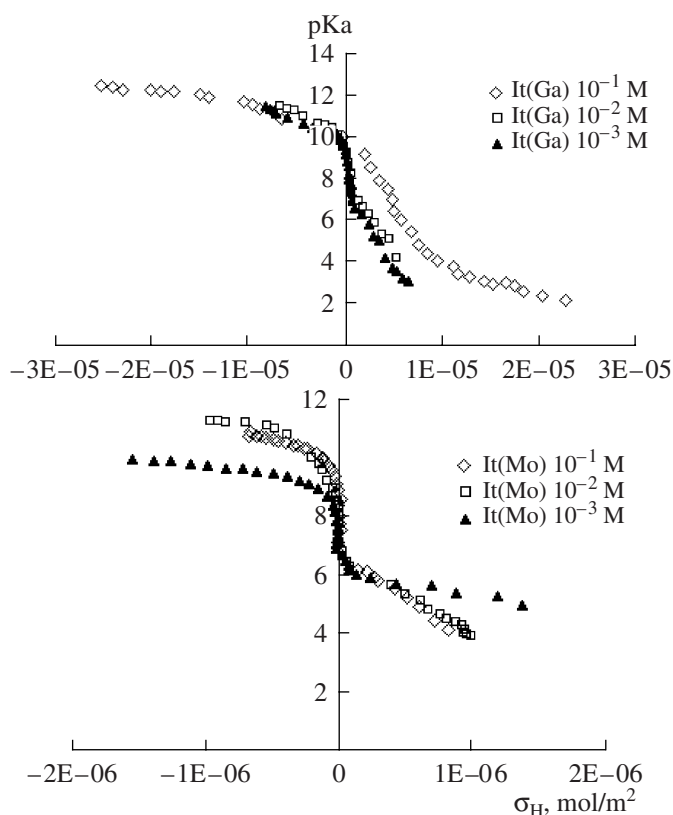 pKa
14
12
10
8
6
4
2
It(Ga) 10⁻¹ M
It(Ga) 10⁻² M
It(Ga) 10⁻³ M
−3E-05 −2E-05 −1E-05 0 1E-05 2E-05 3E-05
12
10
8
6
4
2
It(Mo) 10⁻¹ M
It(Mo) 10⁻² M
It(Mo) 10⁻³ M
−2E-06 −1E-06 0 1E-06 2E-06
σ_H, mol/m²